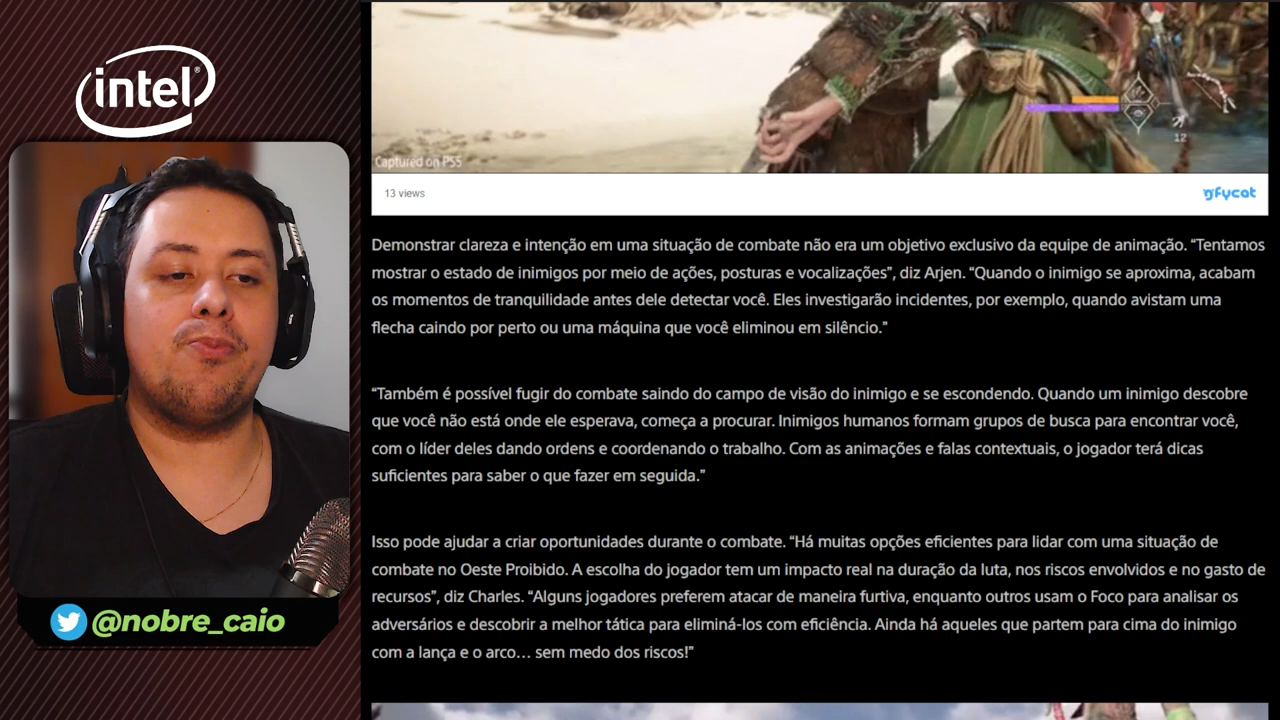 intel®
@nobre_caio
Captured on PS5
12
13 views
gfycat
Demonstrar clareza e intenção em uma situação de combate não era um objetivo exclusivo da equipe de animação. “Tentamos
mostrar o estado de inimigos por meio de ações, posturas e vocalizações”, diz Arjen. “Quando o inimigo se aproxima, acabam
os momentos de tranquilidade antes dele detectar você. Eles investigarão incidentes, por exemplo, quando avistam uma
flecha caindo por perto ou uma máquina que você eliminou em silêncio.”
“Também é possível fugir do combate saindo do campo de visão do inimigo e se escondendo. Quando um inimigo descobre
que você não está onde ele esperava, começa a procurar. Inimigos humanos formam grupos de busca para encontrar você,
com o líder deles dando ordens e coordenando o trabalho. Com as animações e falas contextuais, o jogador terá dicas
suficientes para saber o que fazer em seguida.”
Isso pode ajudar a criar oportunidades durante o combate. “Há muitas opções eficientes para lidar com uma situação de
combate no Oeste Proibido. A escolha do jogador tem um impacto real na duração da luta, nos riscos envolvidos e no gasto de
recursos”, diz Charles. “Alguns jogadores preferem atacar de maneira furtiva, enquanto outros usam o Foco para analisar os
adversários e descobrir a melhor tática para eliminá-los com eficiência. Ainda há aqueles que partem para cima do inimigo
com a lança e o arco… sem medo dos riscos!”